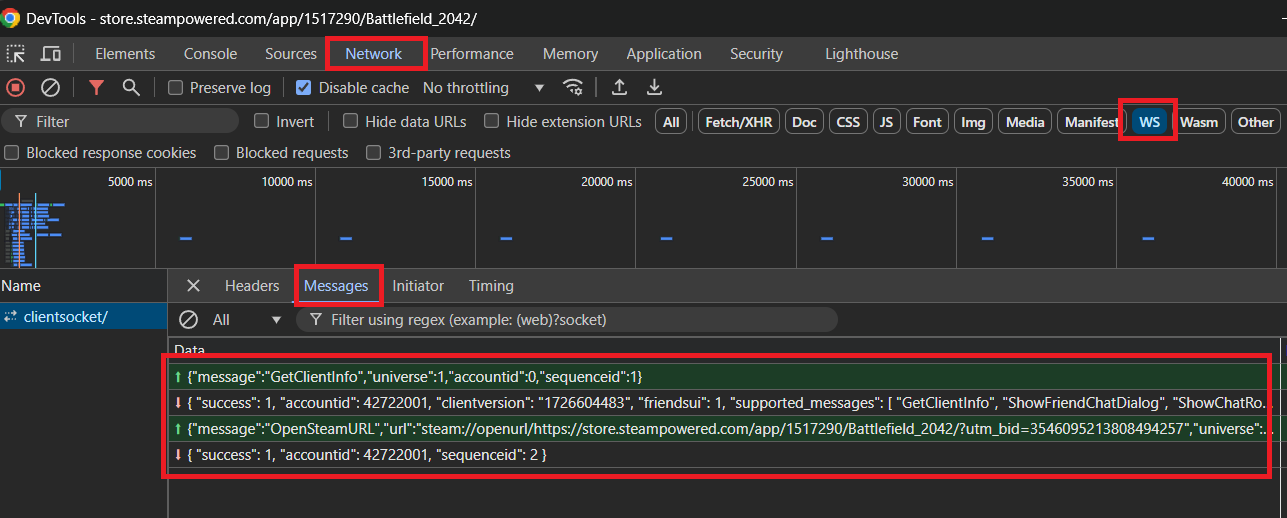 DevTools - store.steampowered.com/app/1517290/Battlefield_2042/
Elements Console Sources Network Performance Memory Application Security Lighthouse
Preserve log Disable cache No throttling
Filter Invert Hide data URLs Hide extension URLs All Fetch/XHR Doc CSS JS Font Img Media Manifest WS Wasm Other
Blocked response cookies Blocked requests 3rd-party requests
5000 ms 10000 ms 15000 ms 20000 ms 25000 ms 30000 ms 35000 ms 40000 ms
Name Headers Messages Initiator Timing
clientsocket/ All Filter using regex (example: (web)?socket)
Data
{"message":"GetClientInfo","universe":1,"accountid":0,"sequenceid":1}
{ "success": 1, "accountid": 42722001, "clientversion": "1726604483", "friendsui": 1, "supported_messages": [ "GetClientInfo", "ShowFriendChatDialog", "ShowChatRo...
{"message":"OpenSteamURL","url":"steam://openurl/https://store.steampowered.com/app/1517290/Battlefield_2042/?utm_bid=3546095213808494257","universe":...
{ "success": 1, "accountid": 42722001, "sequenceid": 2 }